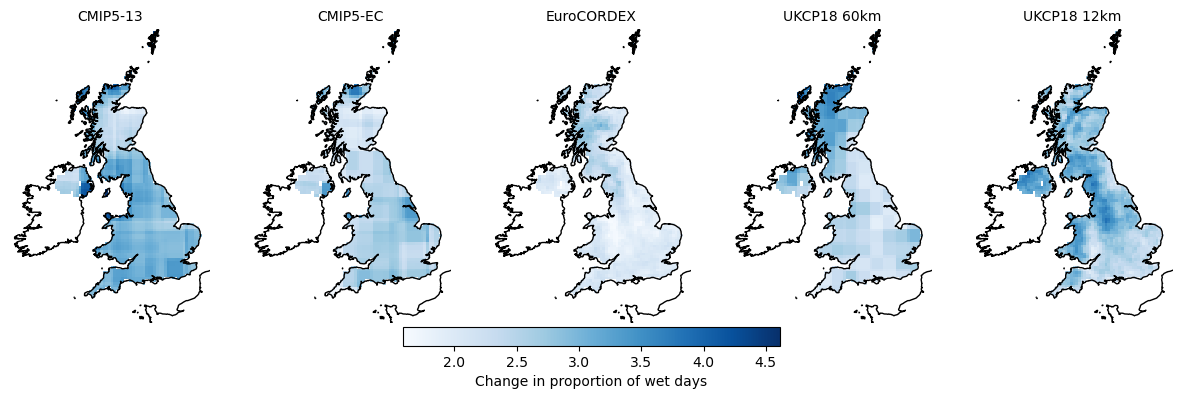 CMIP5-13 CMIP5-EC EuroCORDEX UKCP18 60km UKCP18 12km
2.0 2.5 3.0 3.5 4.0 4.5
Change in proportion of wet days